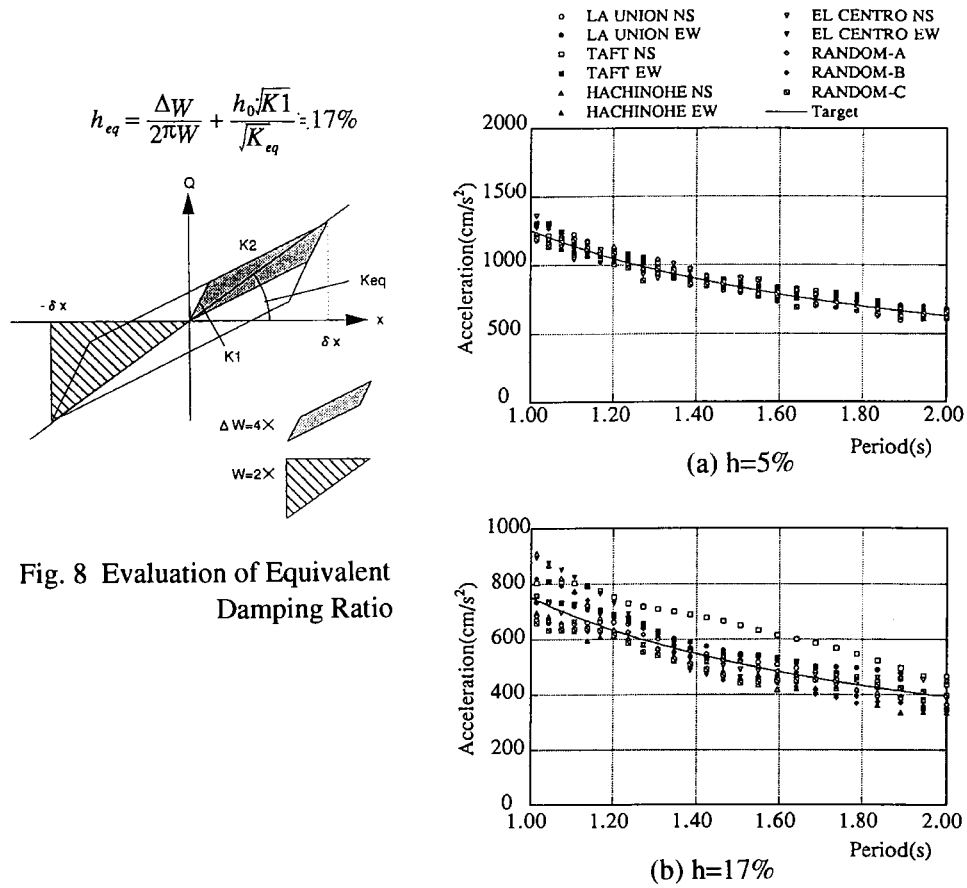 h_eq = ΔW/2πW + h_0√K1/√K_eq ≒ 17%
Q
K2
Keq
- δ x
x
K1
δ x
Δ W=4×
W=2×
Fig. 8 Evaluation of Equivalent
Damping Ratio
LA UNION NS
LA UNION EW
TAFT NS
TAFT EW
HACHINOHE NS
HACHINOHE EW
EL CENTRO NS
EL CENTRO EW
RANDOM-A
RANDOM-B
RANDOM-C
Target
Acceleration(cm/s²)
2000
1500
1000
500
0
1.00 1.20 1.40 1.60 1.80 2.00
Period(s)
(a) h=5%
Acceleration(cm/s²)
1000
800
600
400
200
0
1.00 1.20 1.40 1.60 1.80 2.00
Period(s)
(b) h=17%